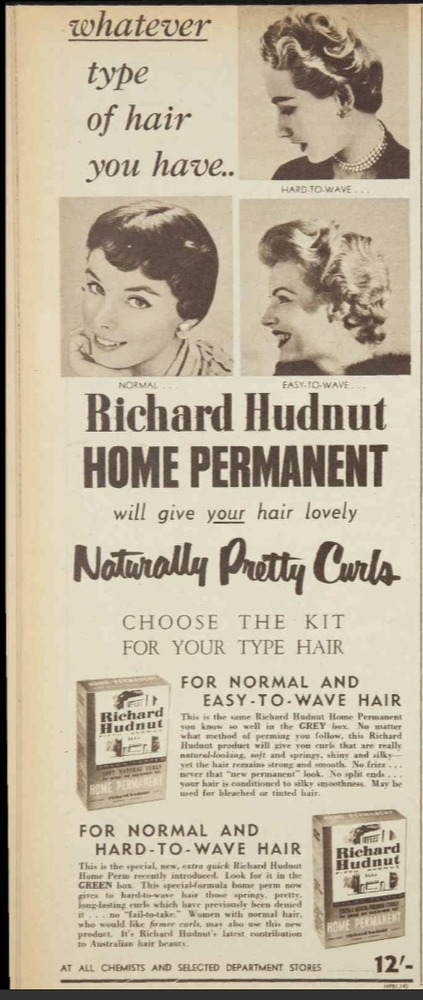 whatever
type
of hair
you have..
HARD-TO-WAVE . . .
NORMAL . . .
EASY-TO-WAVE . . .
Richard Hudnut
HOME PERMANENT
will give your hair lovely
Naturally Pretty Curls
CHOOSE THE KIT
FOR YOUR TYPE HAIR
FOR NORMAL AND
EASY-TO-WAVE HAIR
This is the same Richard Hudnut Home Permanent
you know so well in the GREY box. No matter
what method of perming you follow, this Richard
Hudnut product will give you curls that are really
natural-looking, soft and springy, shiny and silky—
yet the hair remains strong and smooth. No frizz . . .
never that "new permanent" look. No split ends . . .
your hair is conditioned to silky smoothness. May be
used for bleached or tinted hair.
HOME PERMANENT
Richard
Hudnut
SOFT NATURAL CURLS
HOME PERMANENT
FOR NORMAL AND
HARD-TO-WAVE HAIR
This is the special, new, extra quick Richard Hudnut
Home Perm recently introduced. Look for it in the
GREEN box. This special-formula home perm now
gives to hard-to-wave hair those springy, pretty,
long-lasting curls which have previously been denied
it . . . no "fail-to-take." Women with normal hair,
who would like firmer curls, may also use this new
product. It's Richard Hudnut's latest contribution
to Australian hair beauty.
Richard
Hudnut
HOME PERMANENT
AT ALL CHEMISTS AND SELECTED DEPARTMENT STORES
12'-